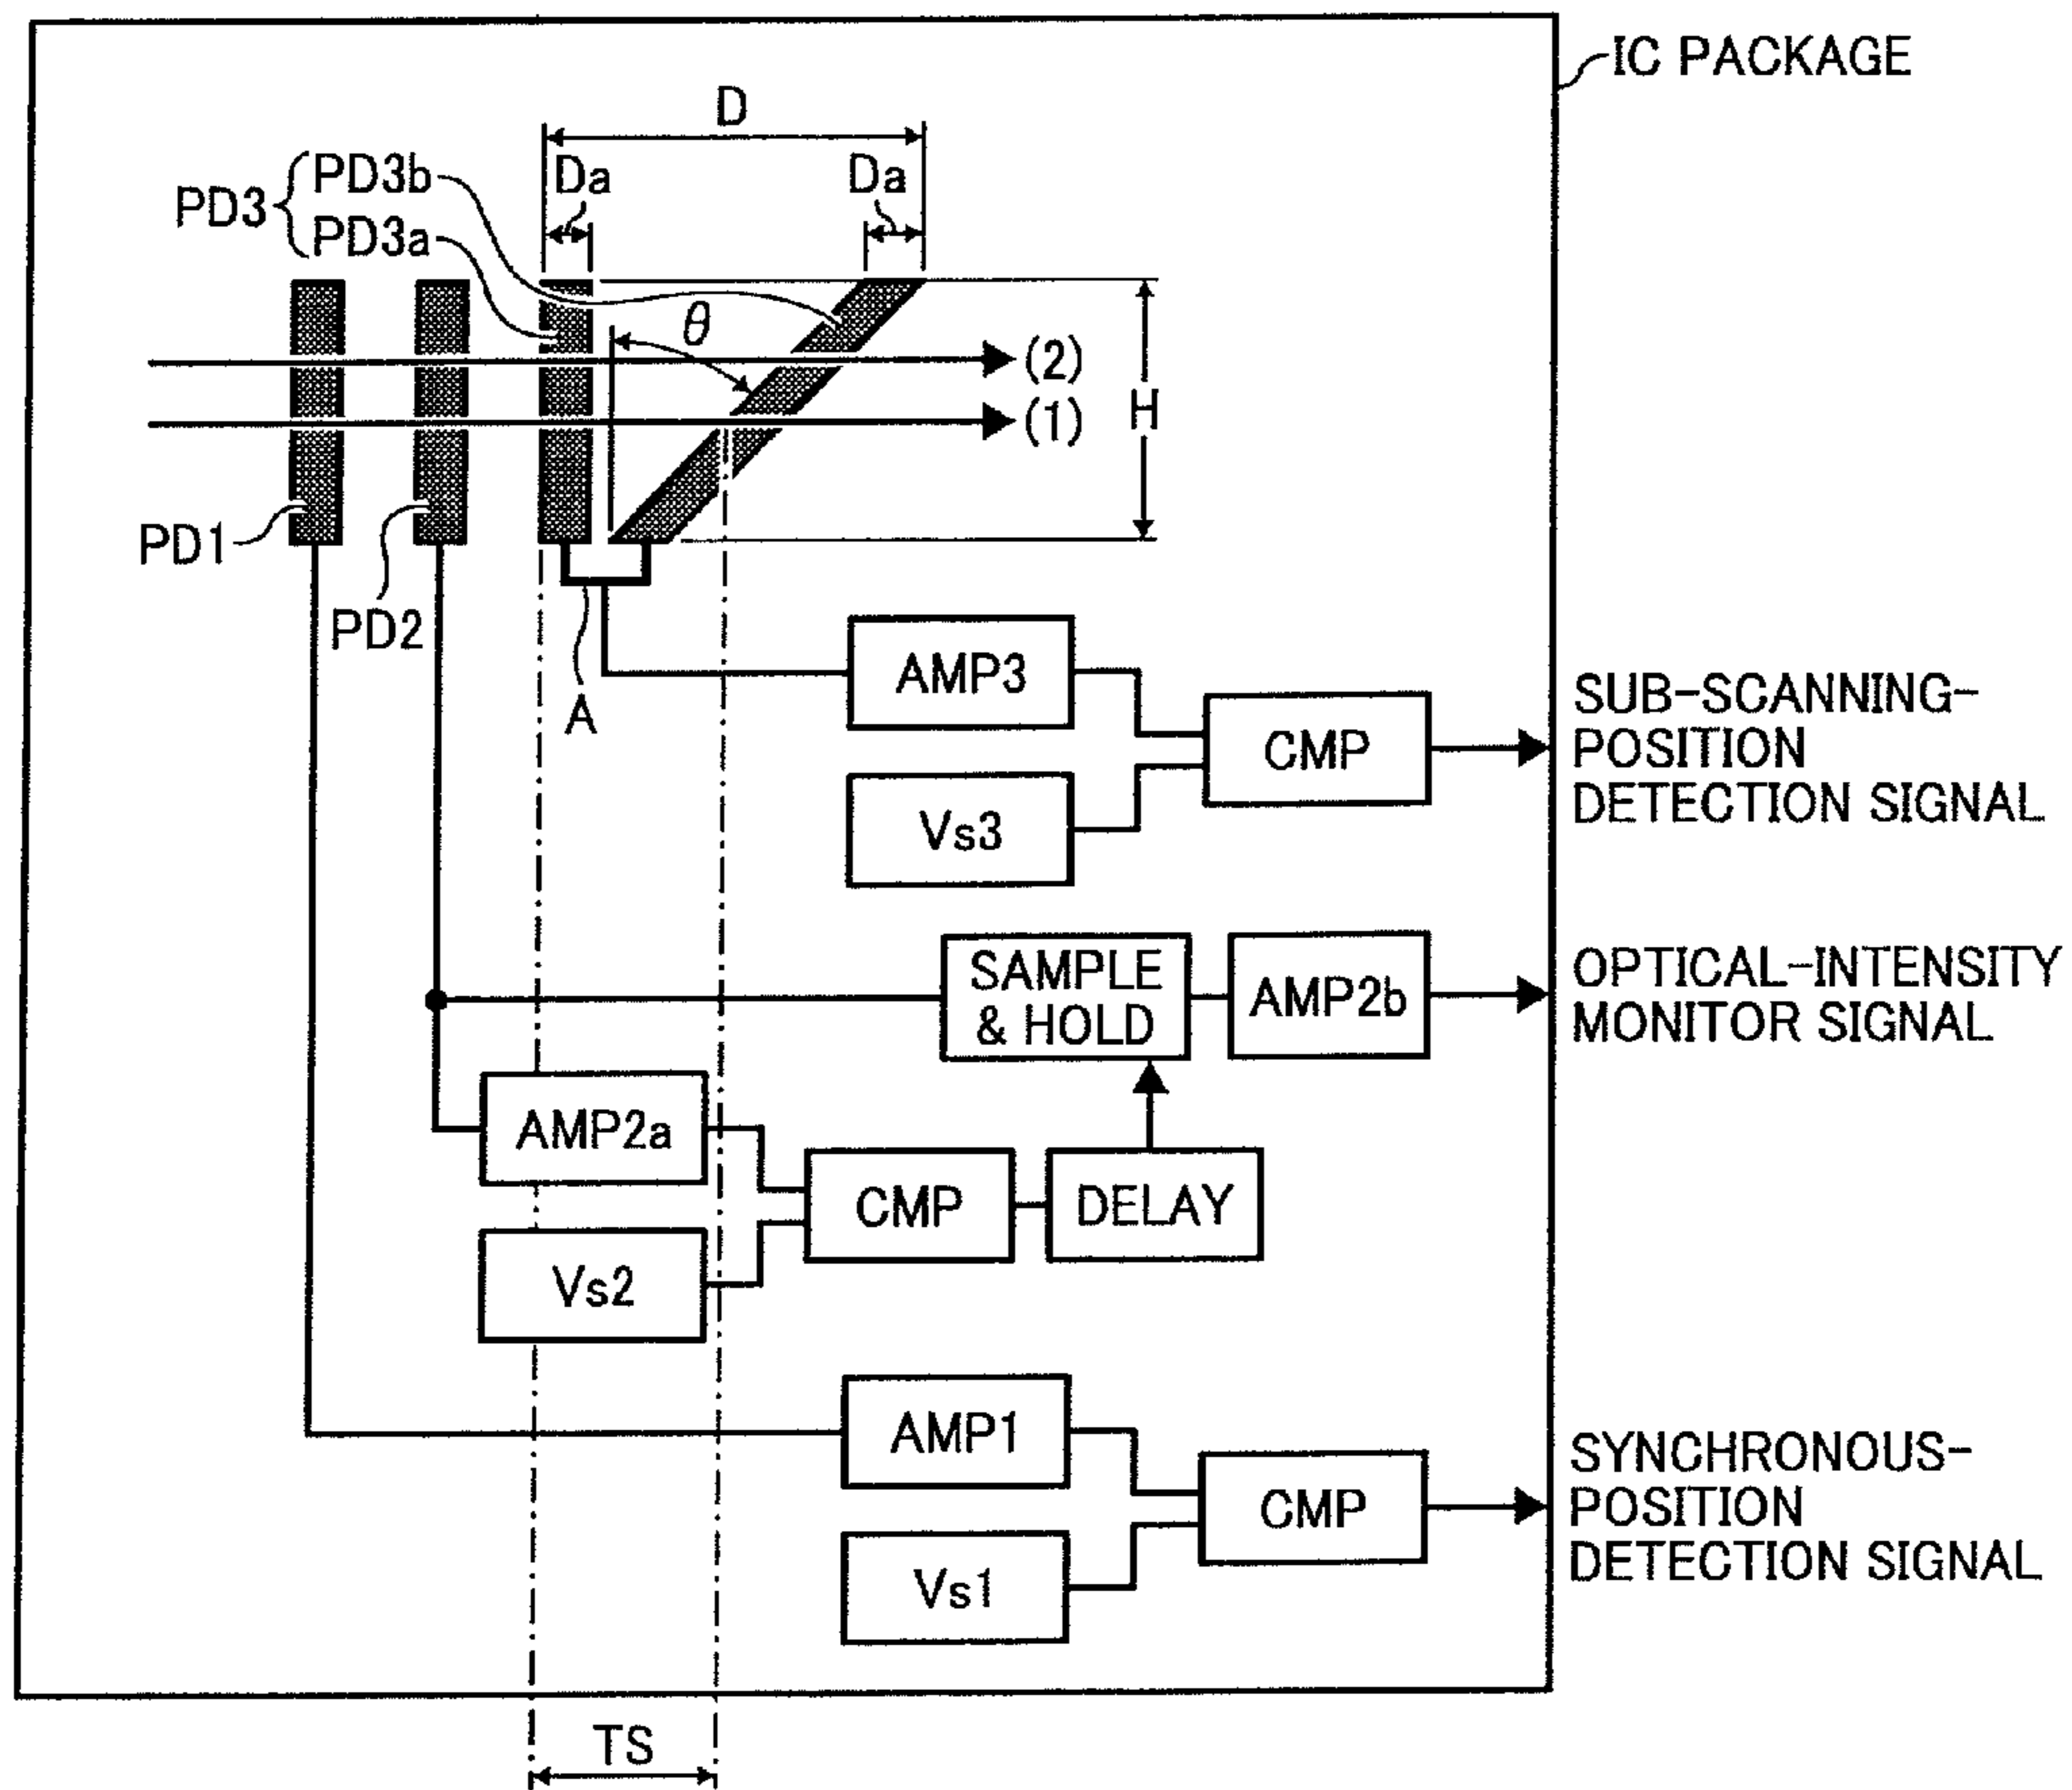 IC PACKAGE
D
PD3
PD3b
PD3a
Da
Da
θ
(2)
(1)
H
PD1
PD2
A
AMP3
Vs3
CMP
SUB-SCANNING-
POSITION
DETECTION SIGNAL
SAMPLE
& HOLD
AMP2b
OPTICAL-INTENSITY
MONITOR SIGNAL
AMP2a
Vs2
CMP
DELAY
AMP1
Vs1
CMP
SYNCHRONOUS-
POSITION
DETECTION SIGNAL
TS